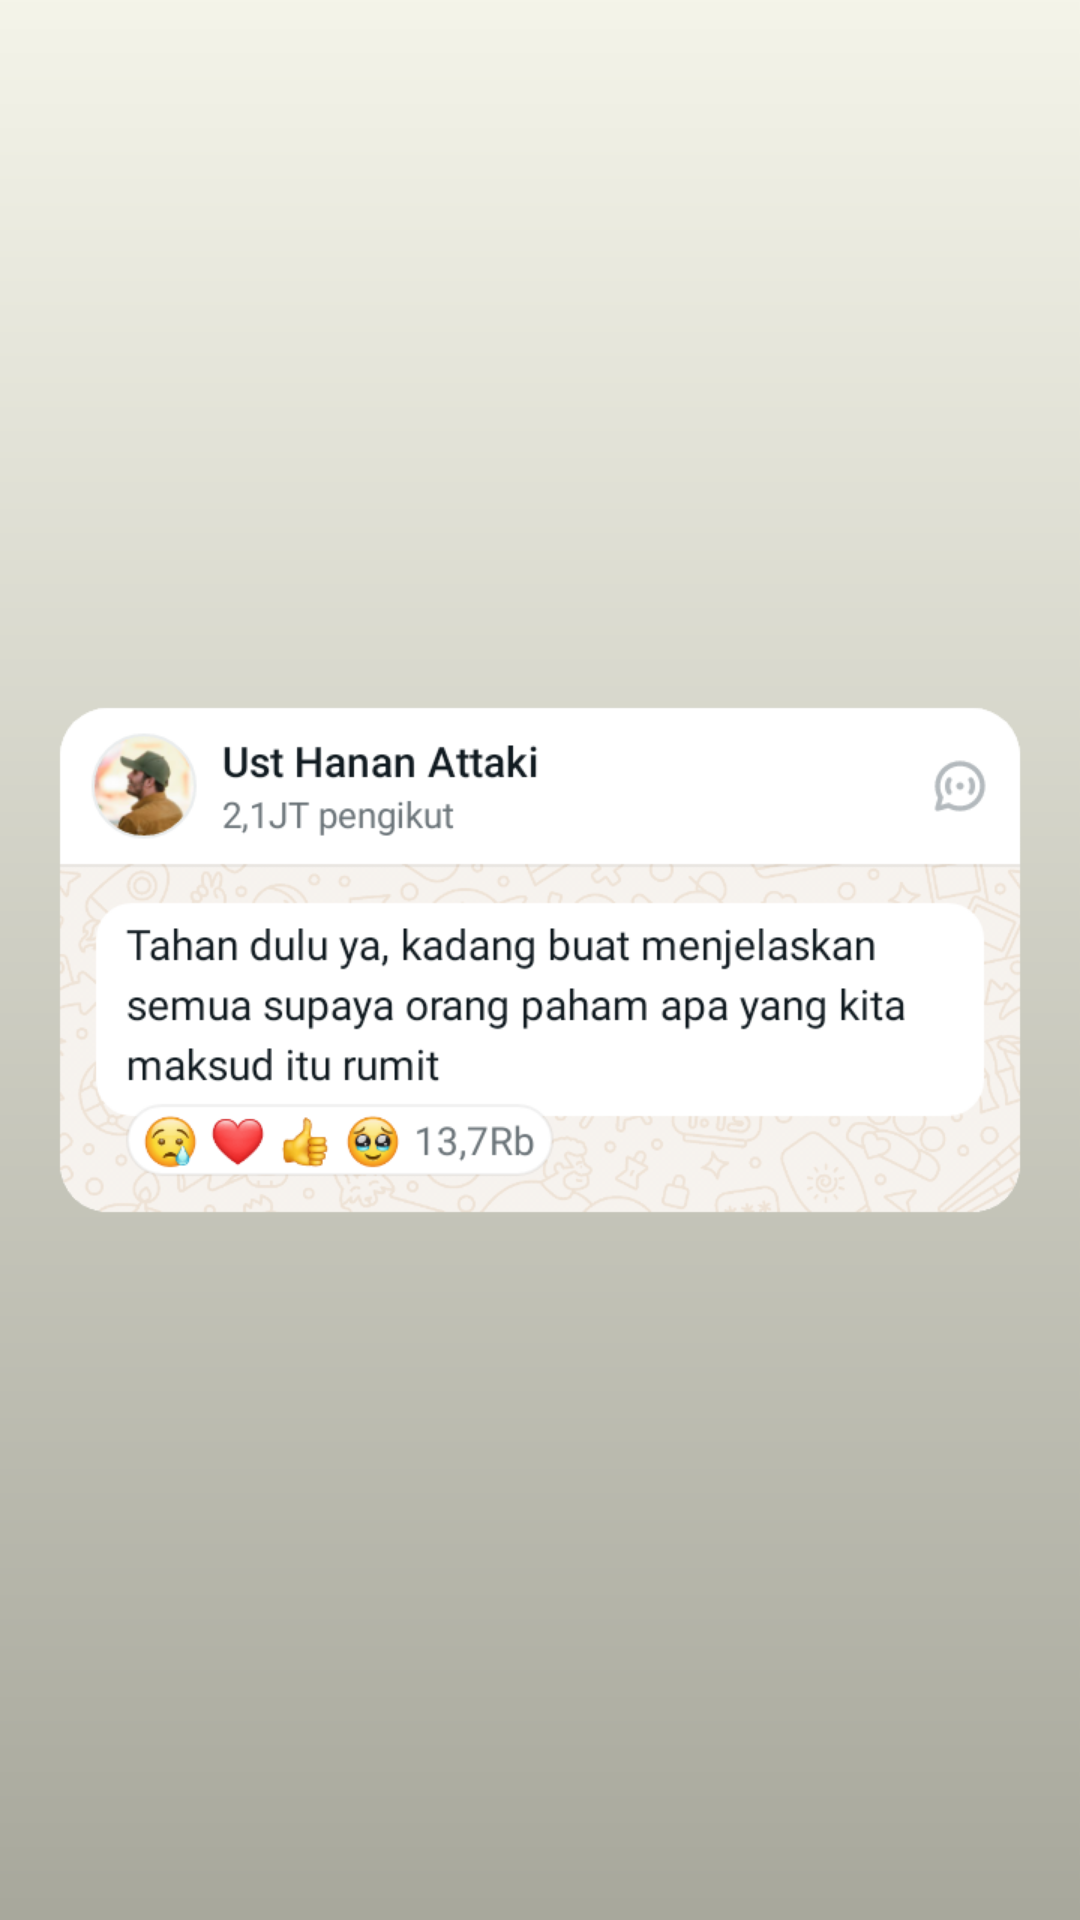 Ust Hanan Attaki
2,1JT pengikut
Tahan dulu ya, kadang buat menjelaskan
semua supaya orang paham apa yang kita
maksud itu rumit
😢 ❤️ 👍 🥹 13,7Rb